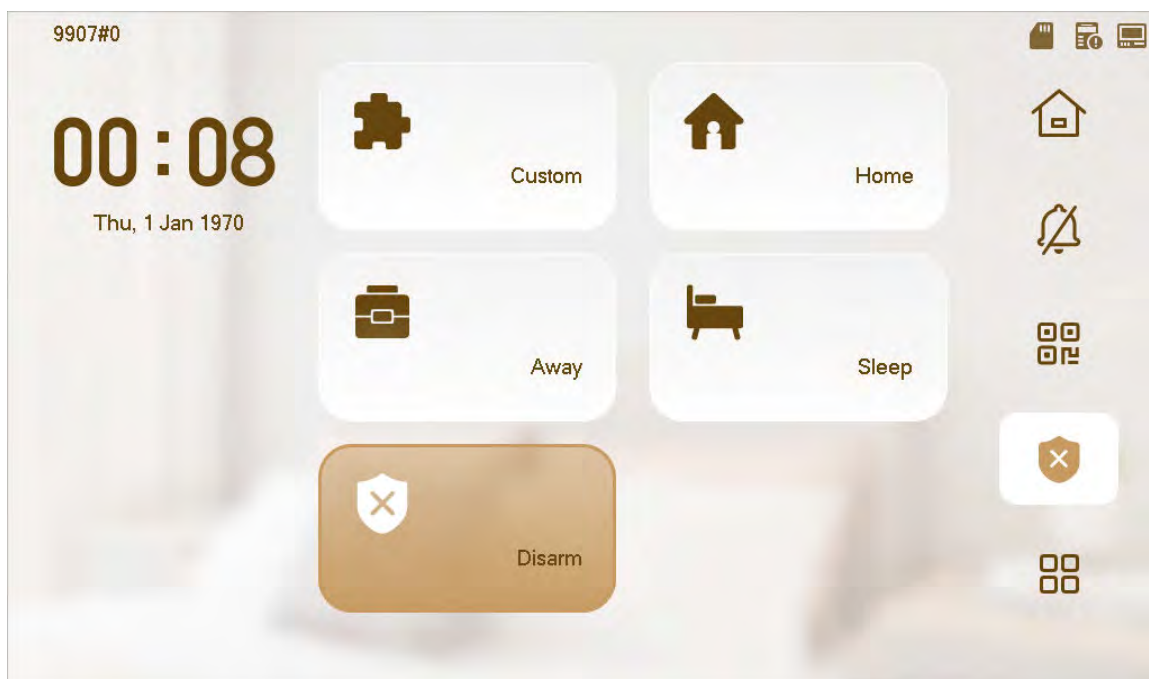 9907#0
00:08
Thu, 1 Jan 1970
Custom
Home
Away
Sleep
Disarm